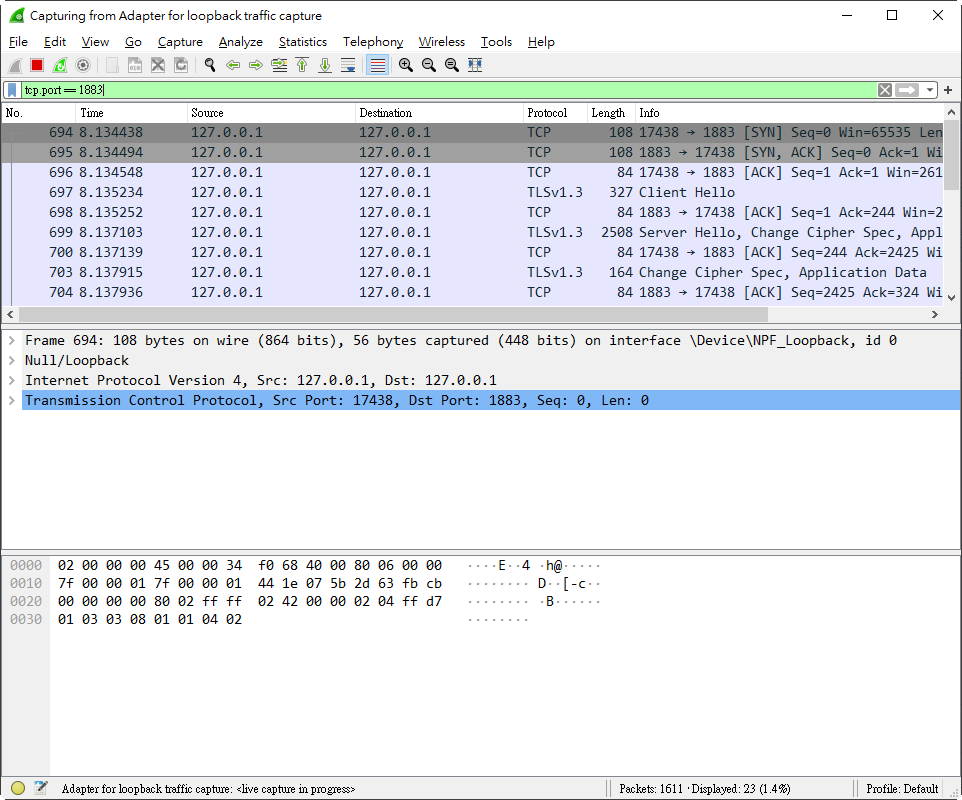 Capturing from Adapter for loopback traffic capture
File Edit View Go Capture Analyze Statistics Telephony Wireless Tools Help
tcp.port == 1883
No. Time Source Destination Protocol Length Info
694 8.134438 127.0.0.1 127.0.0.1 TCP 108 17438 → 1883 [SYN] Seq=0 Win=65535 Len
695 8.134494 127.0.0.1 127.0.0.1 TCP 108 1883 → 17438 [SYN, ACK] Seq=0 Ack=1 Wi
696 8.134548 127.0.0.1 127.0.0.1 TCP 84 17438 → 1883 [ACK] Seq=1 Ack=1 Win=261
697 8.135234 127.0.0.1 127.0.0.1 TLSv1.3 327 Client Hello
698 8.135252 127.0.0.1 127.0.0.1 TCP 84 1883 → 17438 [ACK] Seq=1 Ack=244 Win=2
699 8.137103 127.0.0.1 127.0.0.1 TLSv1.3 2508 Server Hello, Change Cipher Spec, Appl
700 8.137139 127.0.0.1 127.0.0.1 TCP 84 17438 → 1883 [ACK] Seq=244 Ack=2425 Wi
703 8.137915 127.0.0.1 127.0.0.1 TLSv1.3 164 Change Cipher Spec, Application Data
704 8.137936 127.0.0.1 127.0.0.1 TCP 84 1883 → 17438 [ACK] Seq=2425 Ack=324 Wi
Frame 694: 108 bytes on wire (864 bits), 56 bytes captured (448 bits) on interface \Device\NPF_Loopback, id 0
Null/Loopback
Internet Protocol Version 4, Src: 127.0.0.1, Dst: 127.0.0.1
Transmission Control Protocol, Src Port: 17438, Dst Port: 1883, Seq: 0, Len: 0
0000 02 00 00 00 45 00 00 34 f0 68 40 00 80 06 00 00 ····E··4 ·h@·····
0010 7f 00 00 01 7f 00 00 01 44 1e 07 5b 2d 63 fb cb ········ D··[-c··
0020 00 00 00 00 80 02 ff ff 02 42 00 00 02 04 ff d7 ········ ·B······
0030 01 03 03 08 01 01 04 02 ········
Adapter for loopback traffic capture: <live capture in progress> Packets: 1611 · Displayed: 23 (1.4%) Profile: Default